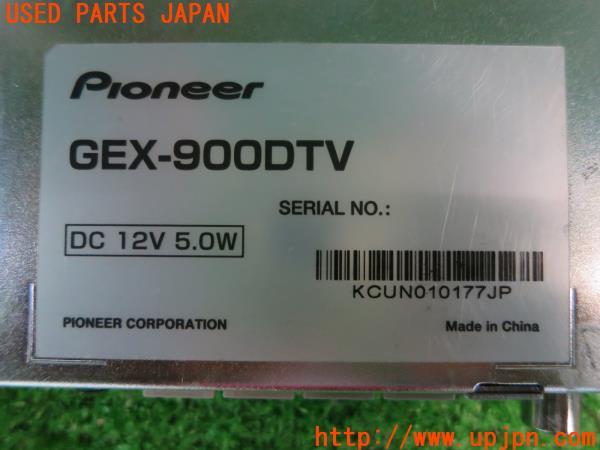 USED PARTS JAPAN
Pioneer
GEX-900DTV
SERIAL NO.:
DC 12V 5.0W
KCUN010177JP
PIONEER CORPORATION
Made in China
http://www.upjpn.com/